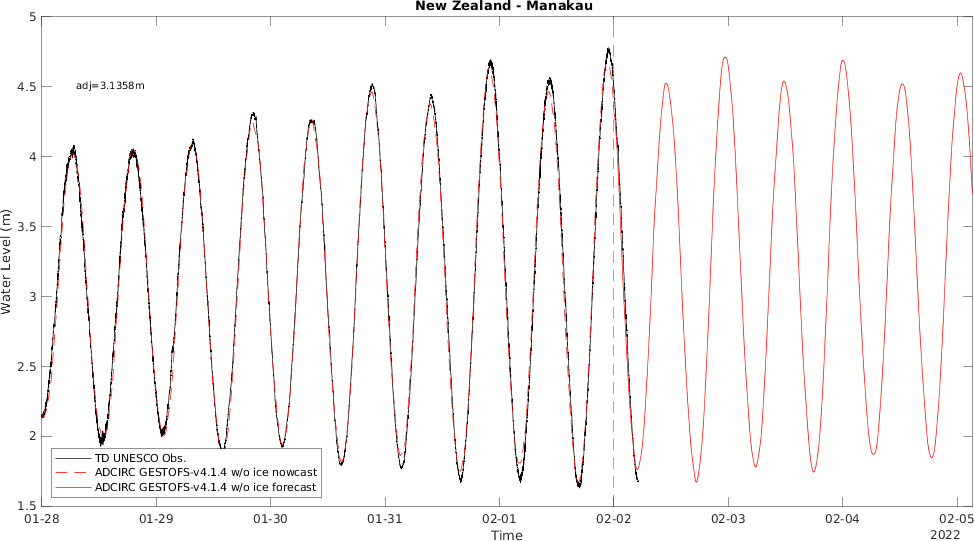 New Zealand - Manakau
5
4.5
4
3.5
3
2.5
2
1.5
Water Level (m)
adj=3.1358m
TD UNESCO Obs.
ADCIRC GESTOFS-v4.1.4 w/o ice nowcast
ADCIRC GESTOFS-v4.1.4 w/o ice forecast
01-28 01-29 01-30 01-31 02-01 02-02 02-03 02-04 02-05
Time
2022